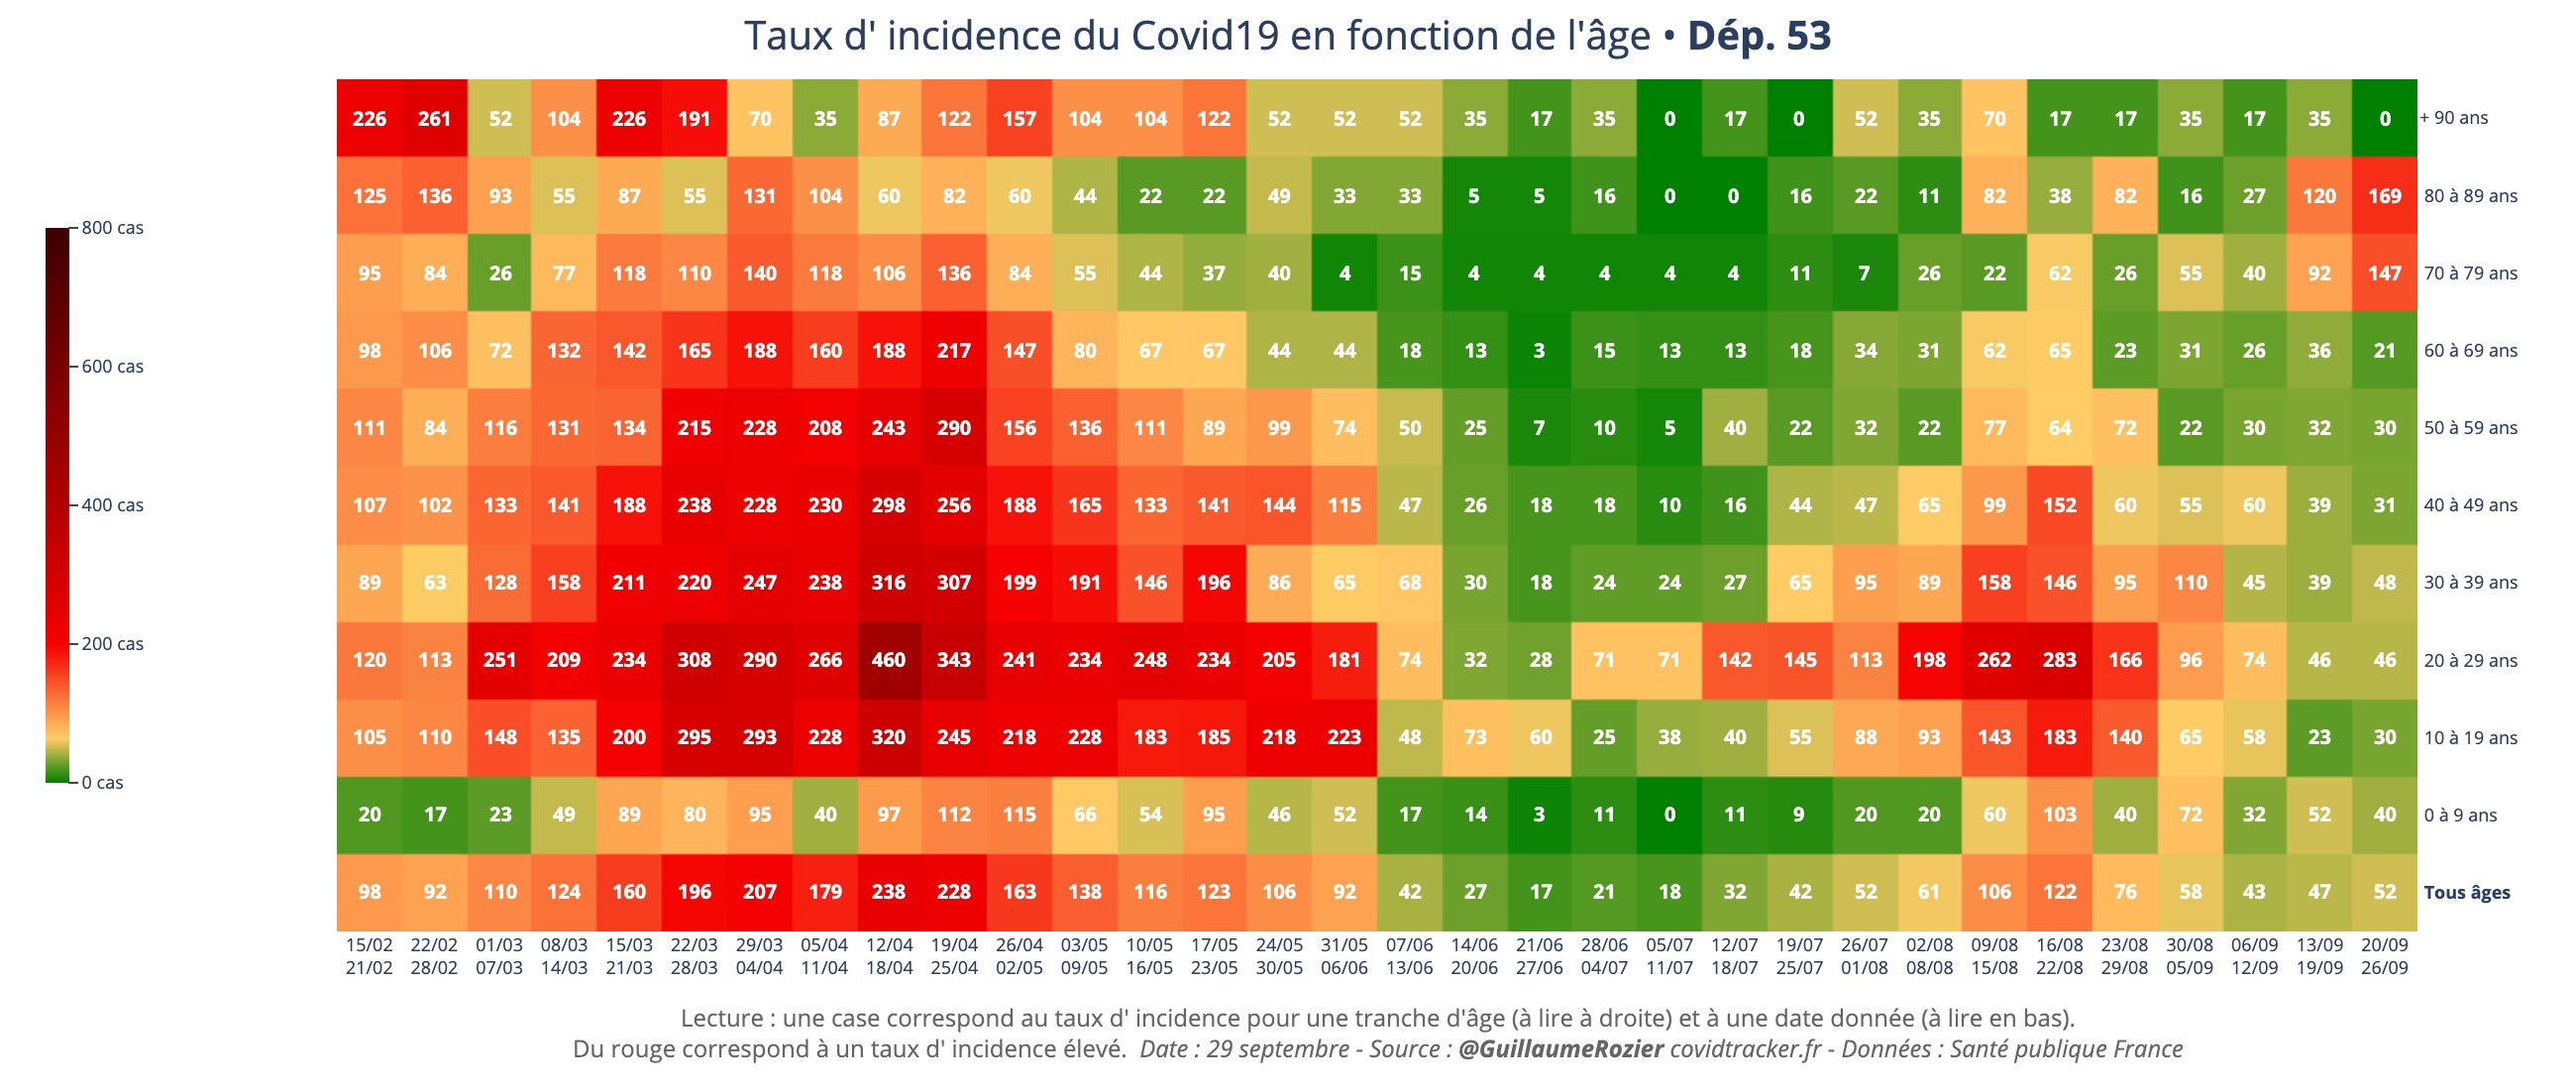 Taux d' incidence du Covid19 en fonction de l'âge • Dép. 53
226 261 52 104 226 191 70 35 87 122 157 104 104 122 52 52 52 35 17 35 0 17 0 52 35 70 17 17 35 17 35 0 + 90 ans
125 136 93 55 87 55 131 104 60 82 60 44 22 22 49 33 33 5 5 16 0 0 16 22 11 82 38 82 16 27 120 169 80 à 89 ans
95 84 26 77 118 110 140 118 106 136 84 55 44 37 40 4 15 4 4 4 4 4 11 7 26 22 62 26 55 40 92 147 70 à 79 ans
98 106 72 132 142 165 188 160 188 217 147 80 67 67 44 44 18 13 3 15 13 13 18 34 31 62 65 23 31 26 36 21 60 à 69 ans
111 84 116 131 134 215 228 208 243 290 156 136 111 89 99 74 50 25 7 10 5 40 22 32 22 77 64 72 22 30 32 30 50 à 59 ans
107 102 133 141 188 238 228 230 298 256 188 165 133 141 144 115 47 26 18 18 10 16 44 47 65 99 152 60 55 60 39 31 40 à 49 ans
89 63 128 158 211 220 247 238 316 307 199 191 146 196 86 65 68 30 18 24 24 27 65 95 89 158 146 95 110 45 39 48 30 à 39 ans
120 113 251 209 234 308 290 266 460 343 241 234 248 234 205 181 74 32 28 71 71 142 145 113 198 262 283 166 96 74 46 46 20 à 29 ans
105 110 148 135 200 295 293 228 320 245 218 228 183 185 218 223 48 73 60 25 38 40 55 88 93 143 183 140 65 58 23 30 10 à 19 ans
20 17 23 49 89 80 95 40 97 112 115 66 54 95 46 52 17 14 3 11 0 11 9 20 20 60 103 40 72 32 52 40 0 à 9 ans
98 92 110 124 160 196 207 179 238 228 163 138 116 123 106 92 42 27 17 21 18 32 42 52 61 106 122 76 58 43 47 52 Tous âges
15/02 22/02 01/03 08/03 15/03 22/03 29/03 05/04 12/04 19/04 26/04 03/05 10/05 17/05 24/05 31/05 07/06 14/06 21/06 28/06 05/07 12/07 19/07 26/07 02/08 09/08 16/08 23/08 30/08 06/09 13/09 20/09
21/02 28/02 07/03 14/03 21/03 28/03 04/04 11/04 18/04 25/04 02/05 09/05 16/05 23/05 30/05 06/06 13/06 20/06 27/06 04/07 11/07 18/07 25/07 01/08 08/08 15/08 22/08 29/08 05/09 12/09 19/09 26/09
800 cas
600 cas
400 cas
200 cas
0 cas
Lecture : une case correspond au taux d' incidence pour une tranche d'âge (à lire à droite) et à une date donnée (à lire en bas).
Du rouge correspond à un taux d' incidence élevé. Date : 29 septembre - Source : @GuillaumeRozier covidtracker.fr - Données : Santé publique France